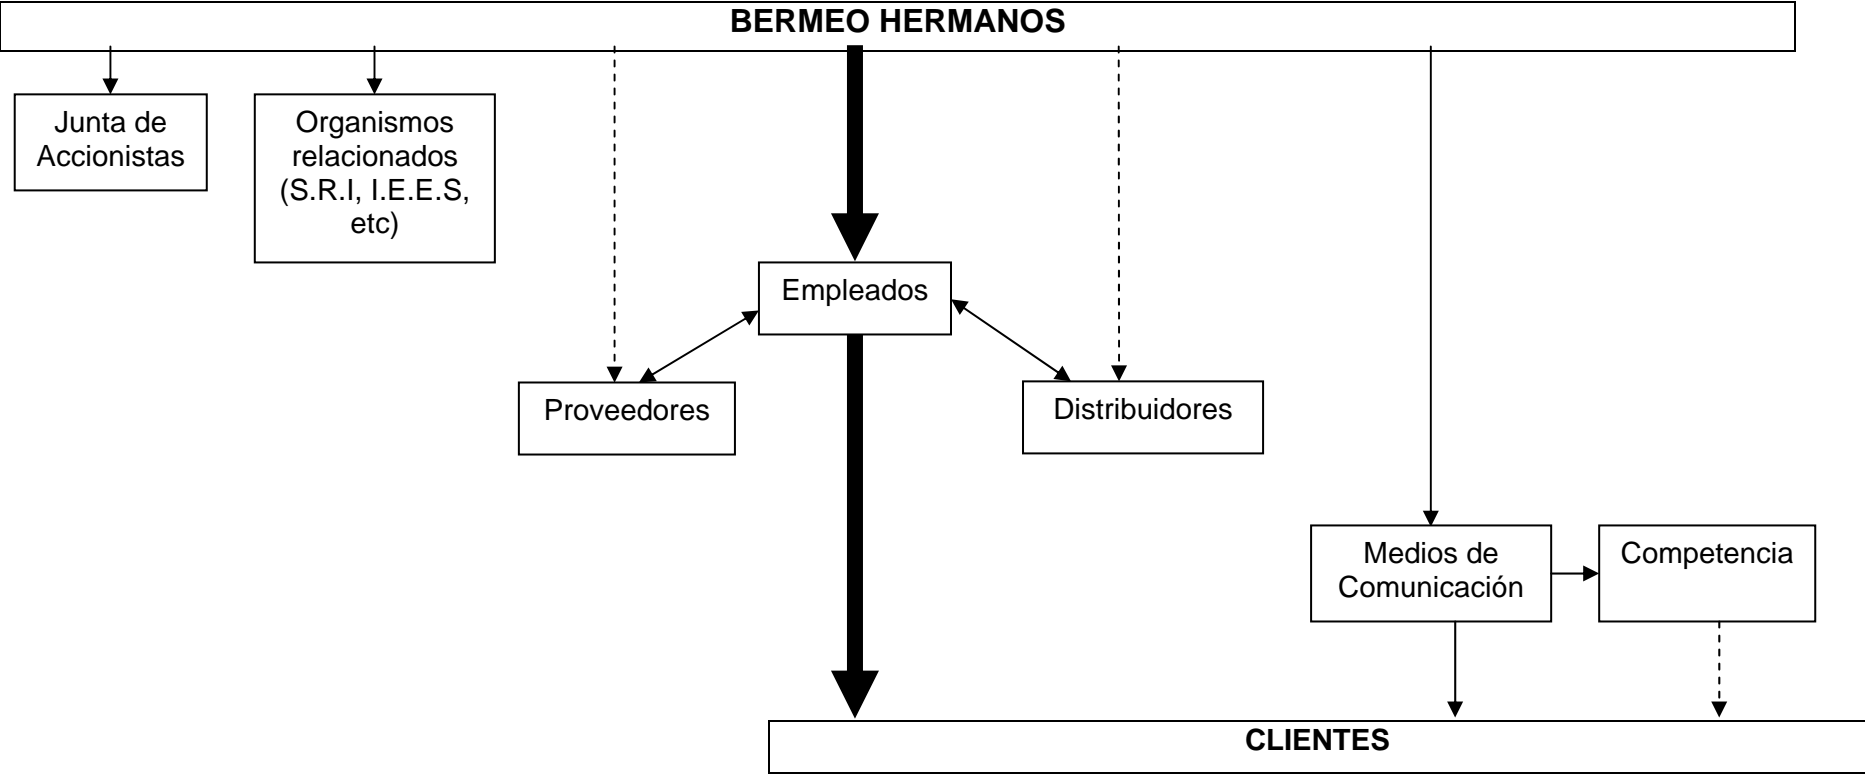 BERMEO HERMANOS
Junta de
Accionistas
Organismos
relacionados
(S.R.I, I.E.E.S,
etc)
Empleados
Proveedores
Distribuidores
Medios de
Comunicación
Competencia
CLIENTES